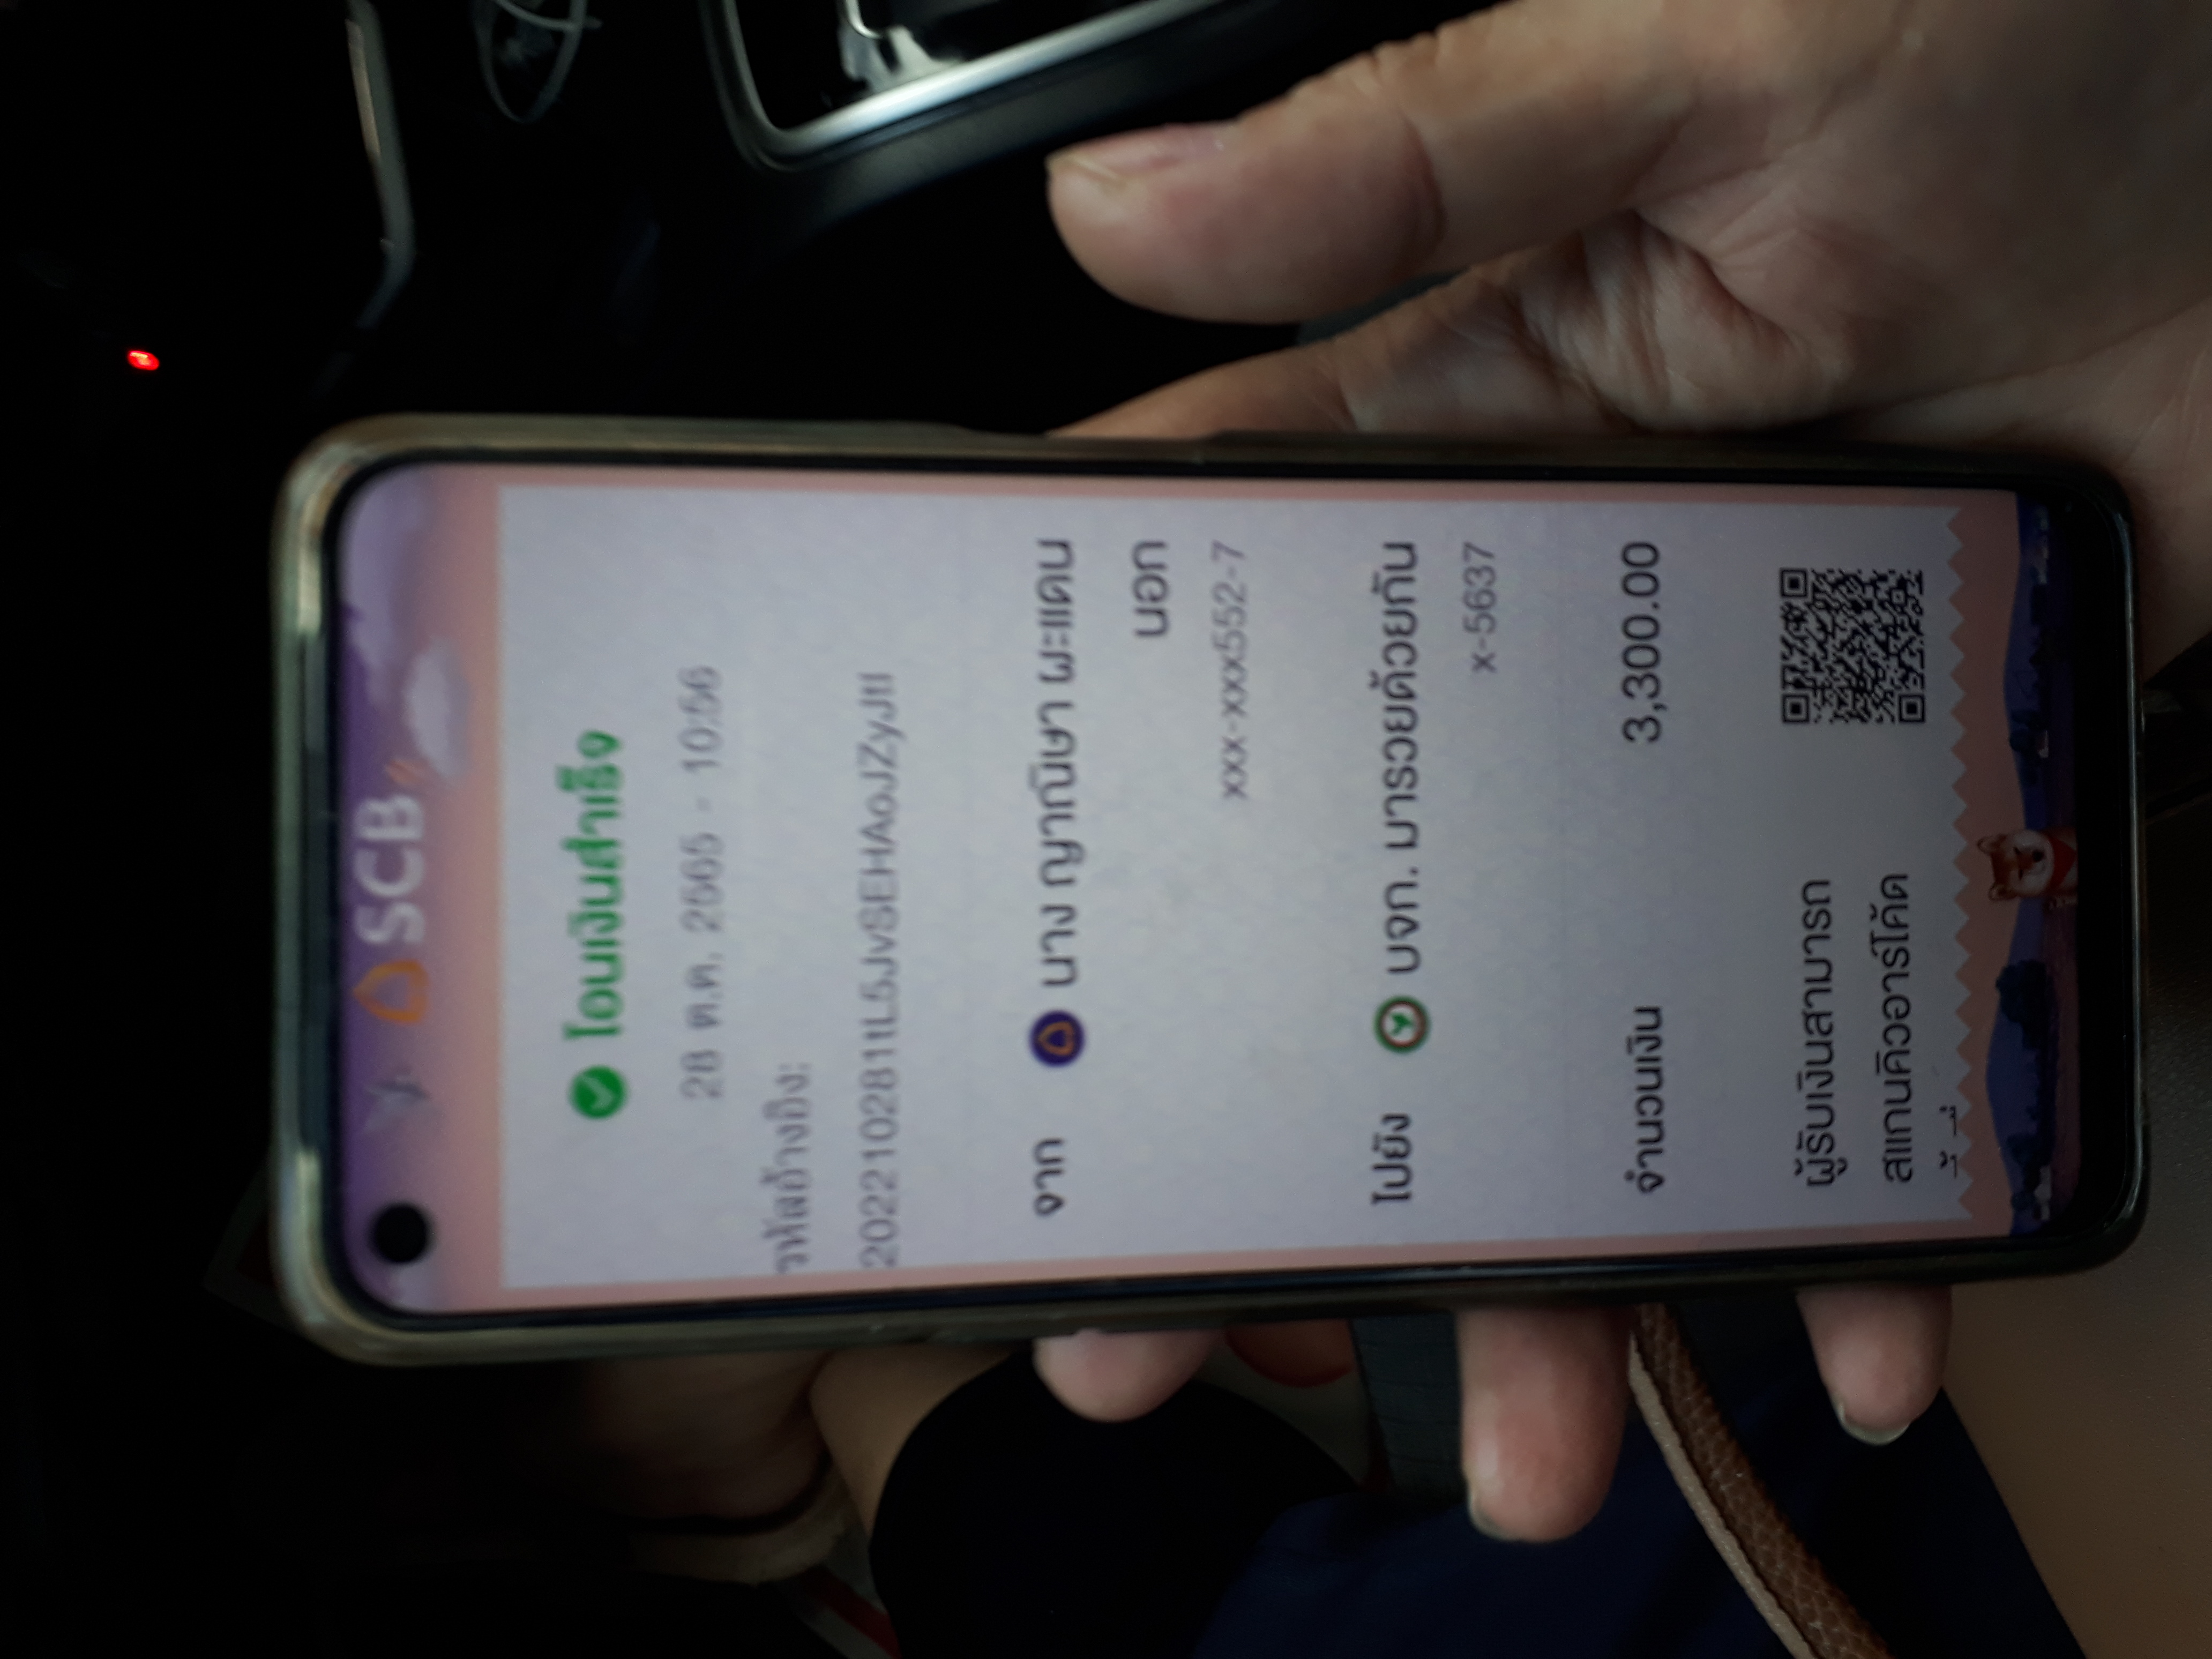 SCB
โอนเงินสำเร็จ
28 ต.ค. 2565 - 10:56
รหัสอ้างอิง:
202210281tL5JvSEHAoJZyJtI
จาก นาง ญาณิษา ผะแดน
นอก
xxx-xxx552-7
ไปยัง บจก. มารวยด้วยกัน
x-5637
จำนวนเงิน 3,300.00
ผู้รับเงินสามารถ
สแกนคิวอาร์โค้ด